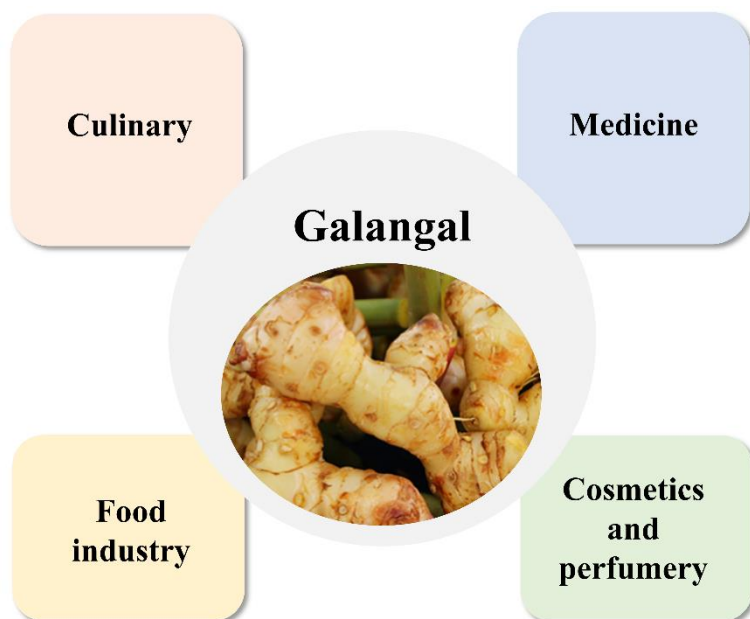 Culinary
Medicine
Galangal
Food
industry
Cosmetics
and
perfumery